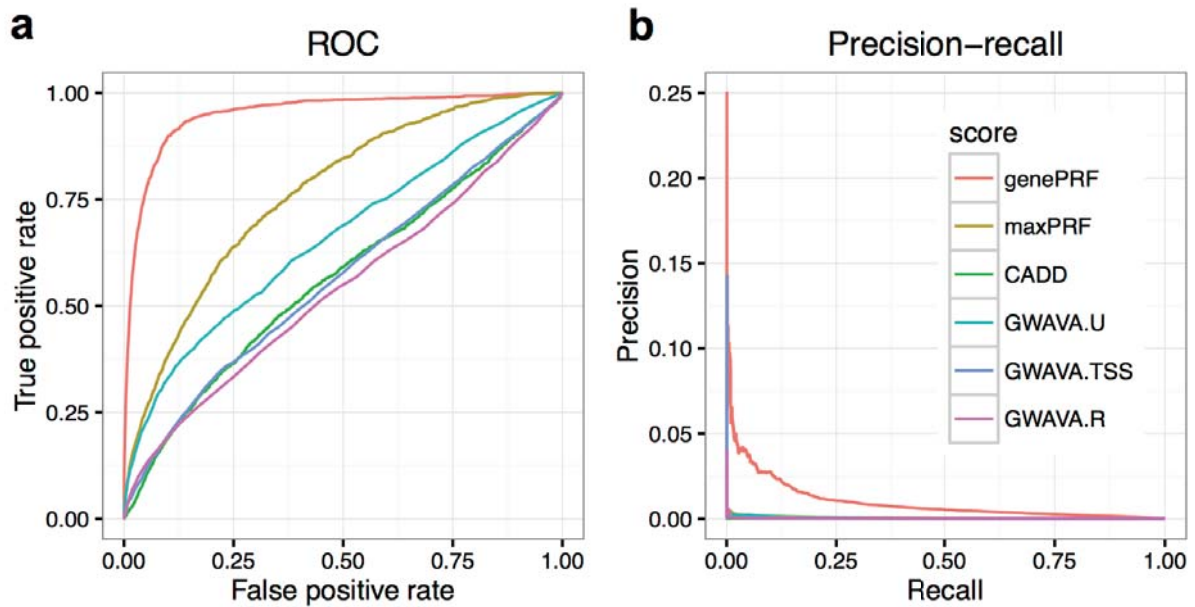 a
ROC
1.00
0.75
0.50
0.25
0.00
True positive rate
0.00 0.25 0.50 0.75 1.00
False positive rate
b
Precision–recall
0.25
0.20
0.15
0.10
0.05
0.00
Precision
score
genePRF
maxPRF
CADD
GWAVA.U
GWAVA.TSS
GWAVA.R
0.00 0.25 0.50 0.75 1.00
Recall